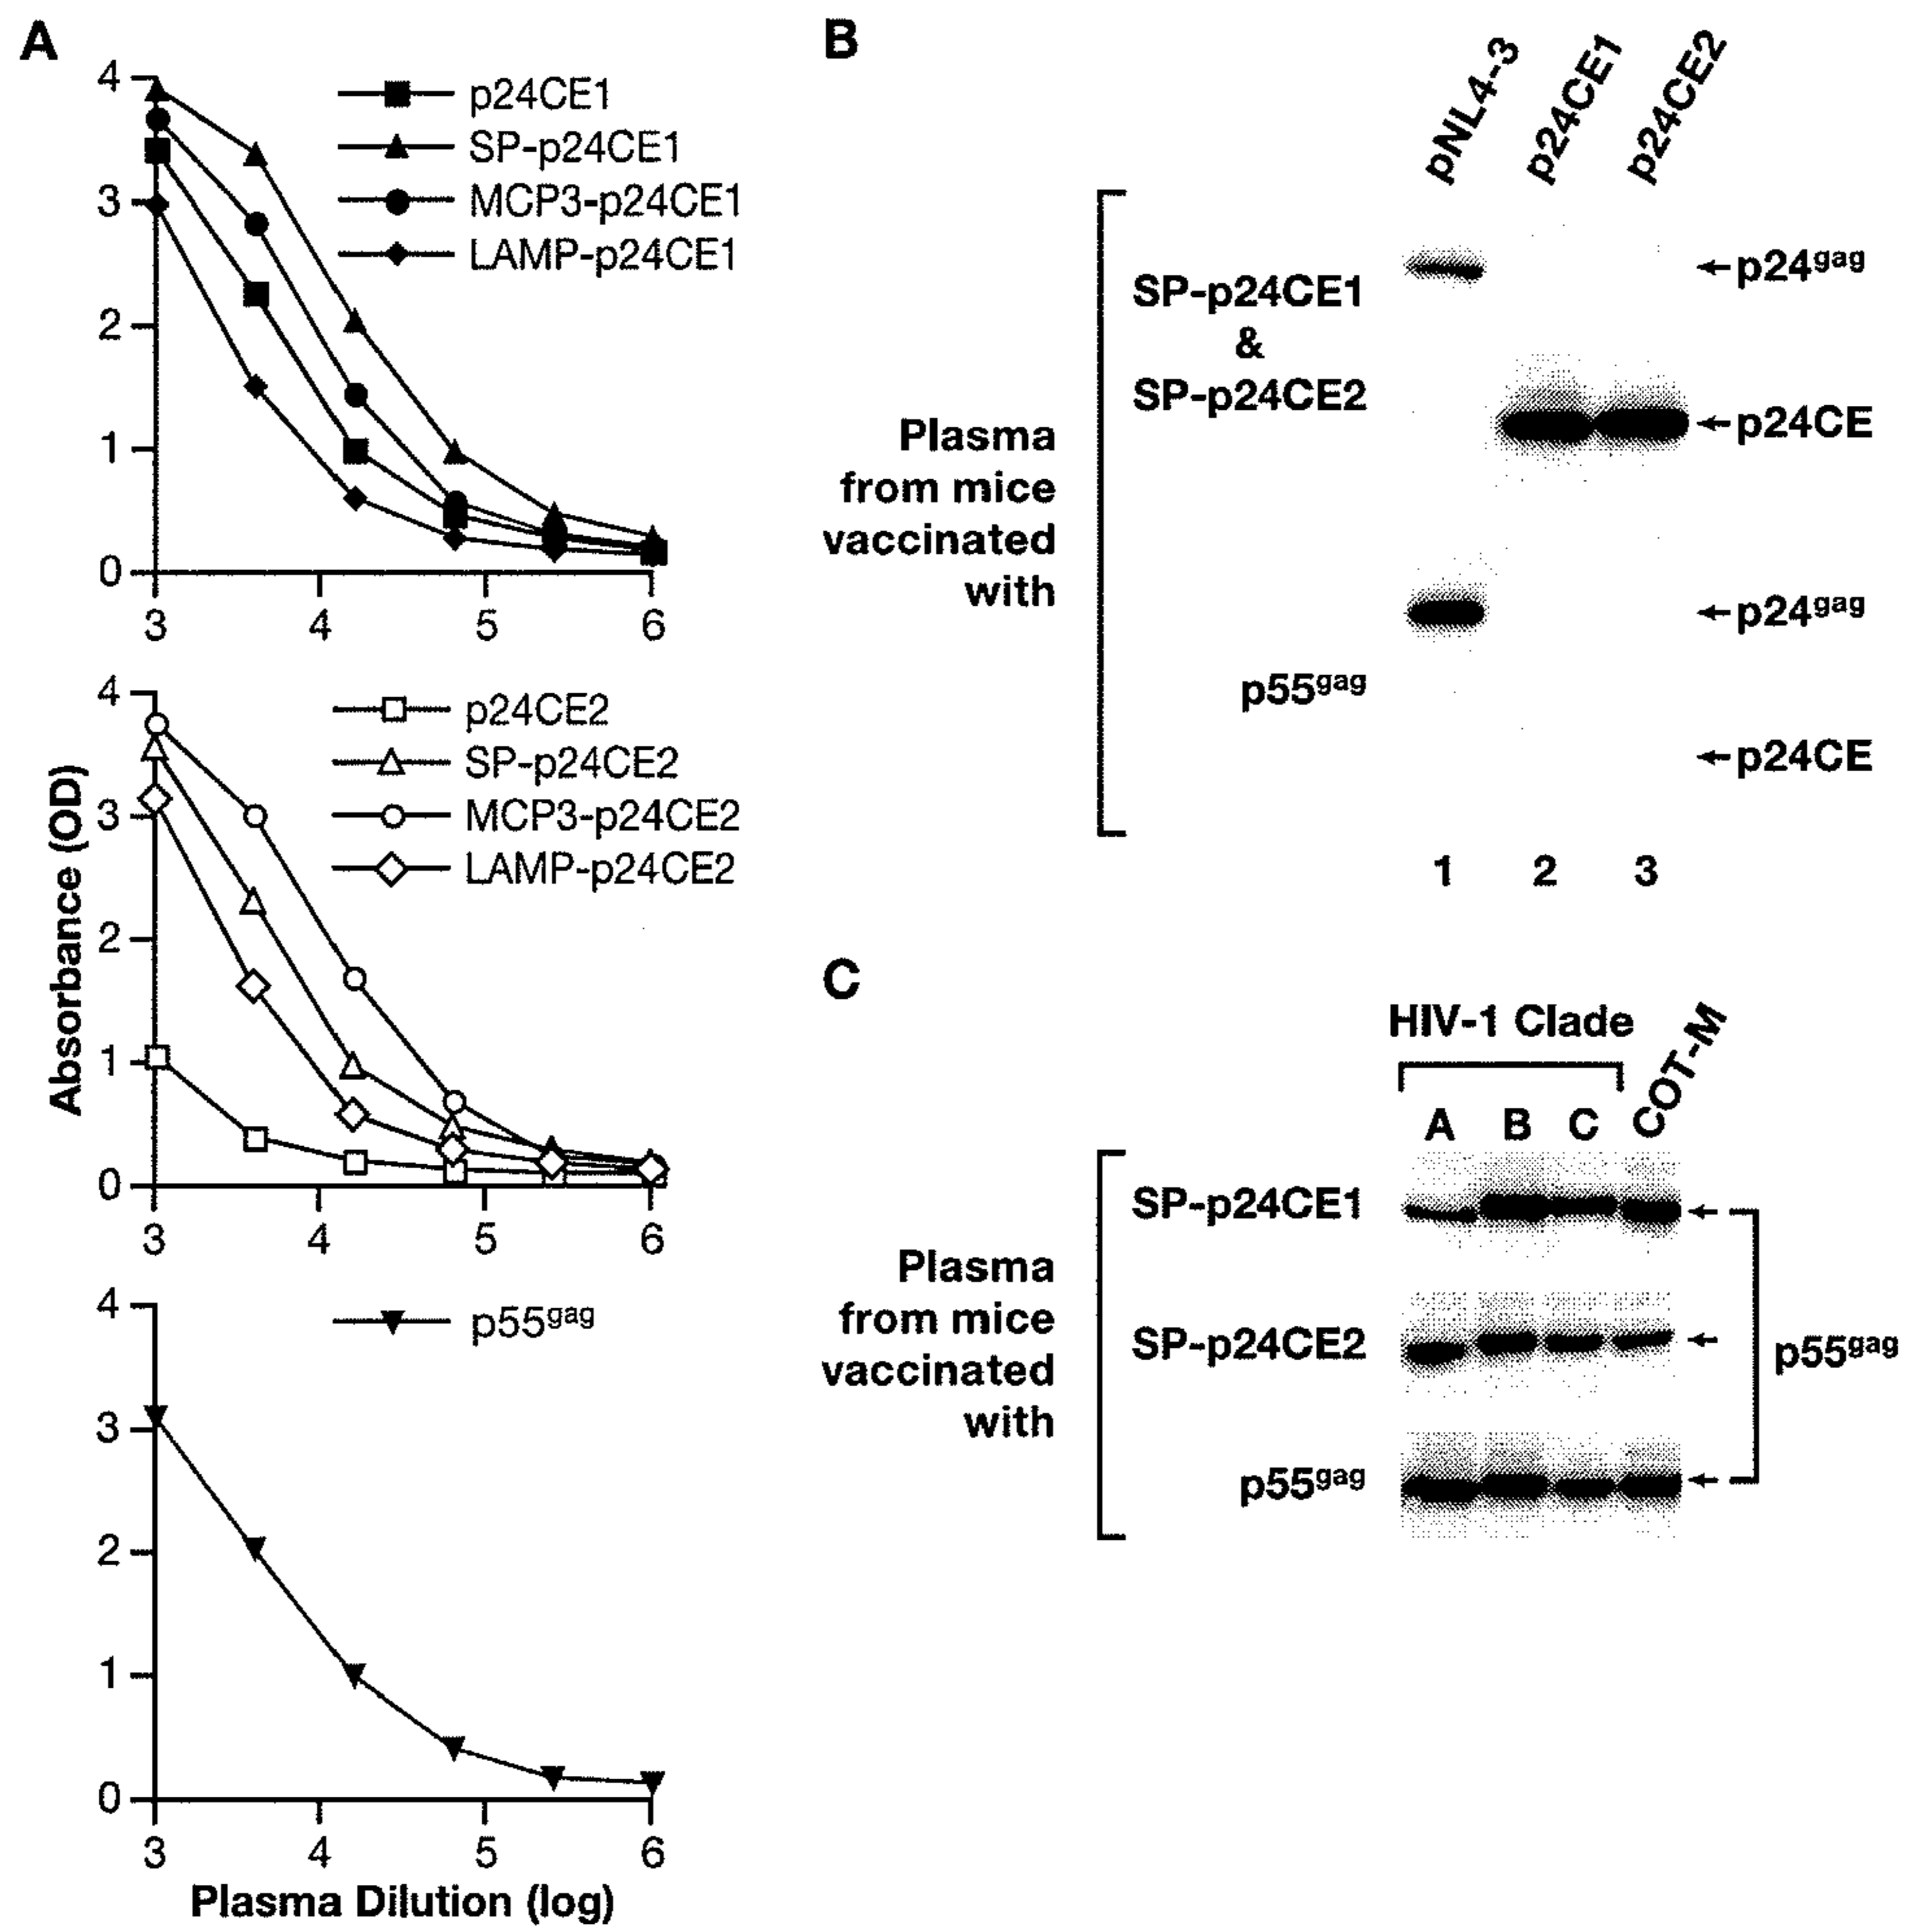 A
4
3
2
1
0
3 4 5 6
p24CE1
SP-p24CE1
MCP3-p24CE1
LAMP-p24CE1
4
3
2
1
0
3 4 5 6
p24CE2
SP-p24CE2
MCP3-p24CE2
LAMP-p24CE2
Absorbance (OD)
4
3
2
1
0
3 4 5 6
p55gag
Plasma Dilution (log)
B
pNL4-3 p24CE1 p24CE2
Plasma
from mice
vaccinated
with
SP-p24CE1
&
SP-p24CE2
p55gag
p24gag
p24CE
p24gag
p24CE
1 2 3
C
HIV-1 Clade
A B C COT-M
Plasma
from mice
vaccinated
with
SP-p24CE1
SP-p24CE2
p55gag
p55gag